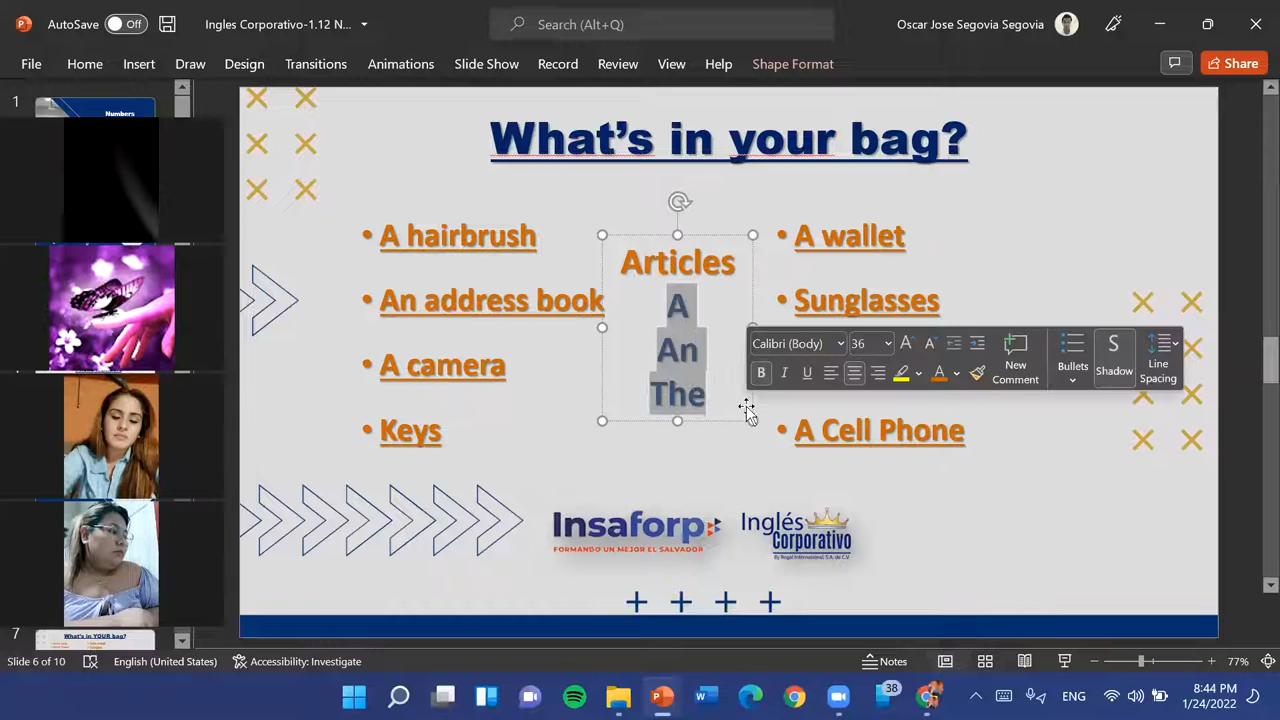 AutoSave Off Ingles Corporativo-1.12 N... Search (Alt+Q) Oscar Jose Segovia Segovia
File Home Insert Draw Design Transitions Animations Slide Show Record Review View Help Shape Format Share
1
Numbers
What's in your bag?
• A hairbrush
• An address book
• A camera
• Keys
Articles
A
An
The
• A wallet
• Sunglasses
• A Cell Phone
Calibri (Body) 36
B I U
New Comment
Bullets
Shadow
Line Spacing
Insaforp
FORMANDO UN MEJOR EL SALVADOR
Inglés
Corporativo
By Regal International, S.A. de C.V.
7
What's in YOUR bag?
Slide 6 of 10 English (United States) Accessibility: Investigate Notes 77%
38 ENG 8:44 PM
1/24/2022